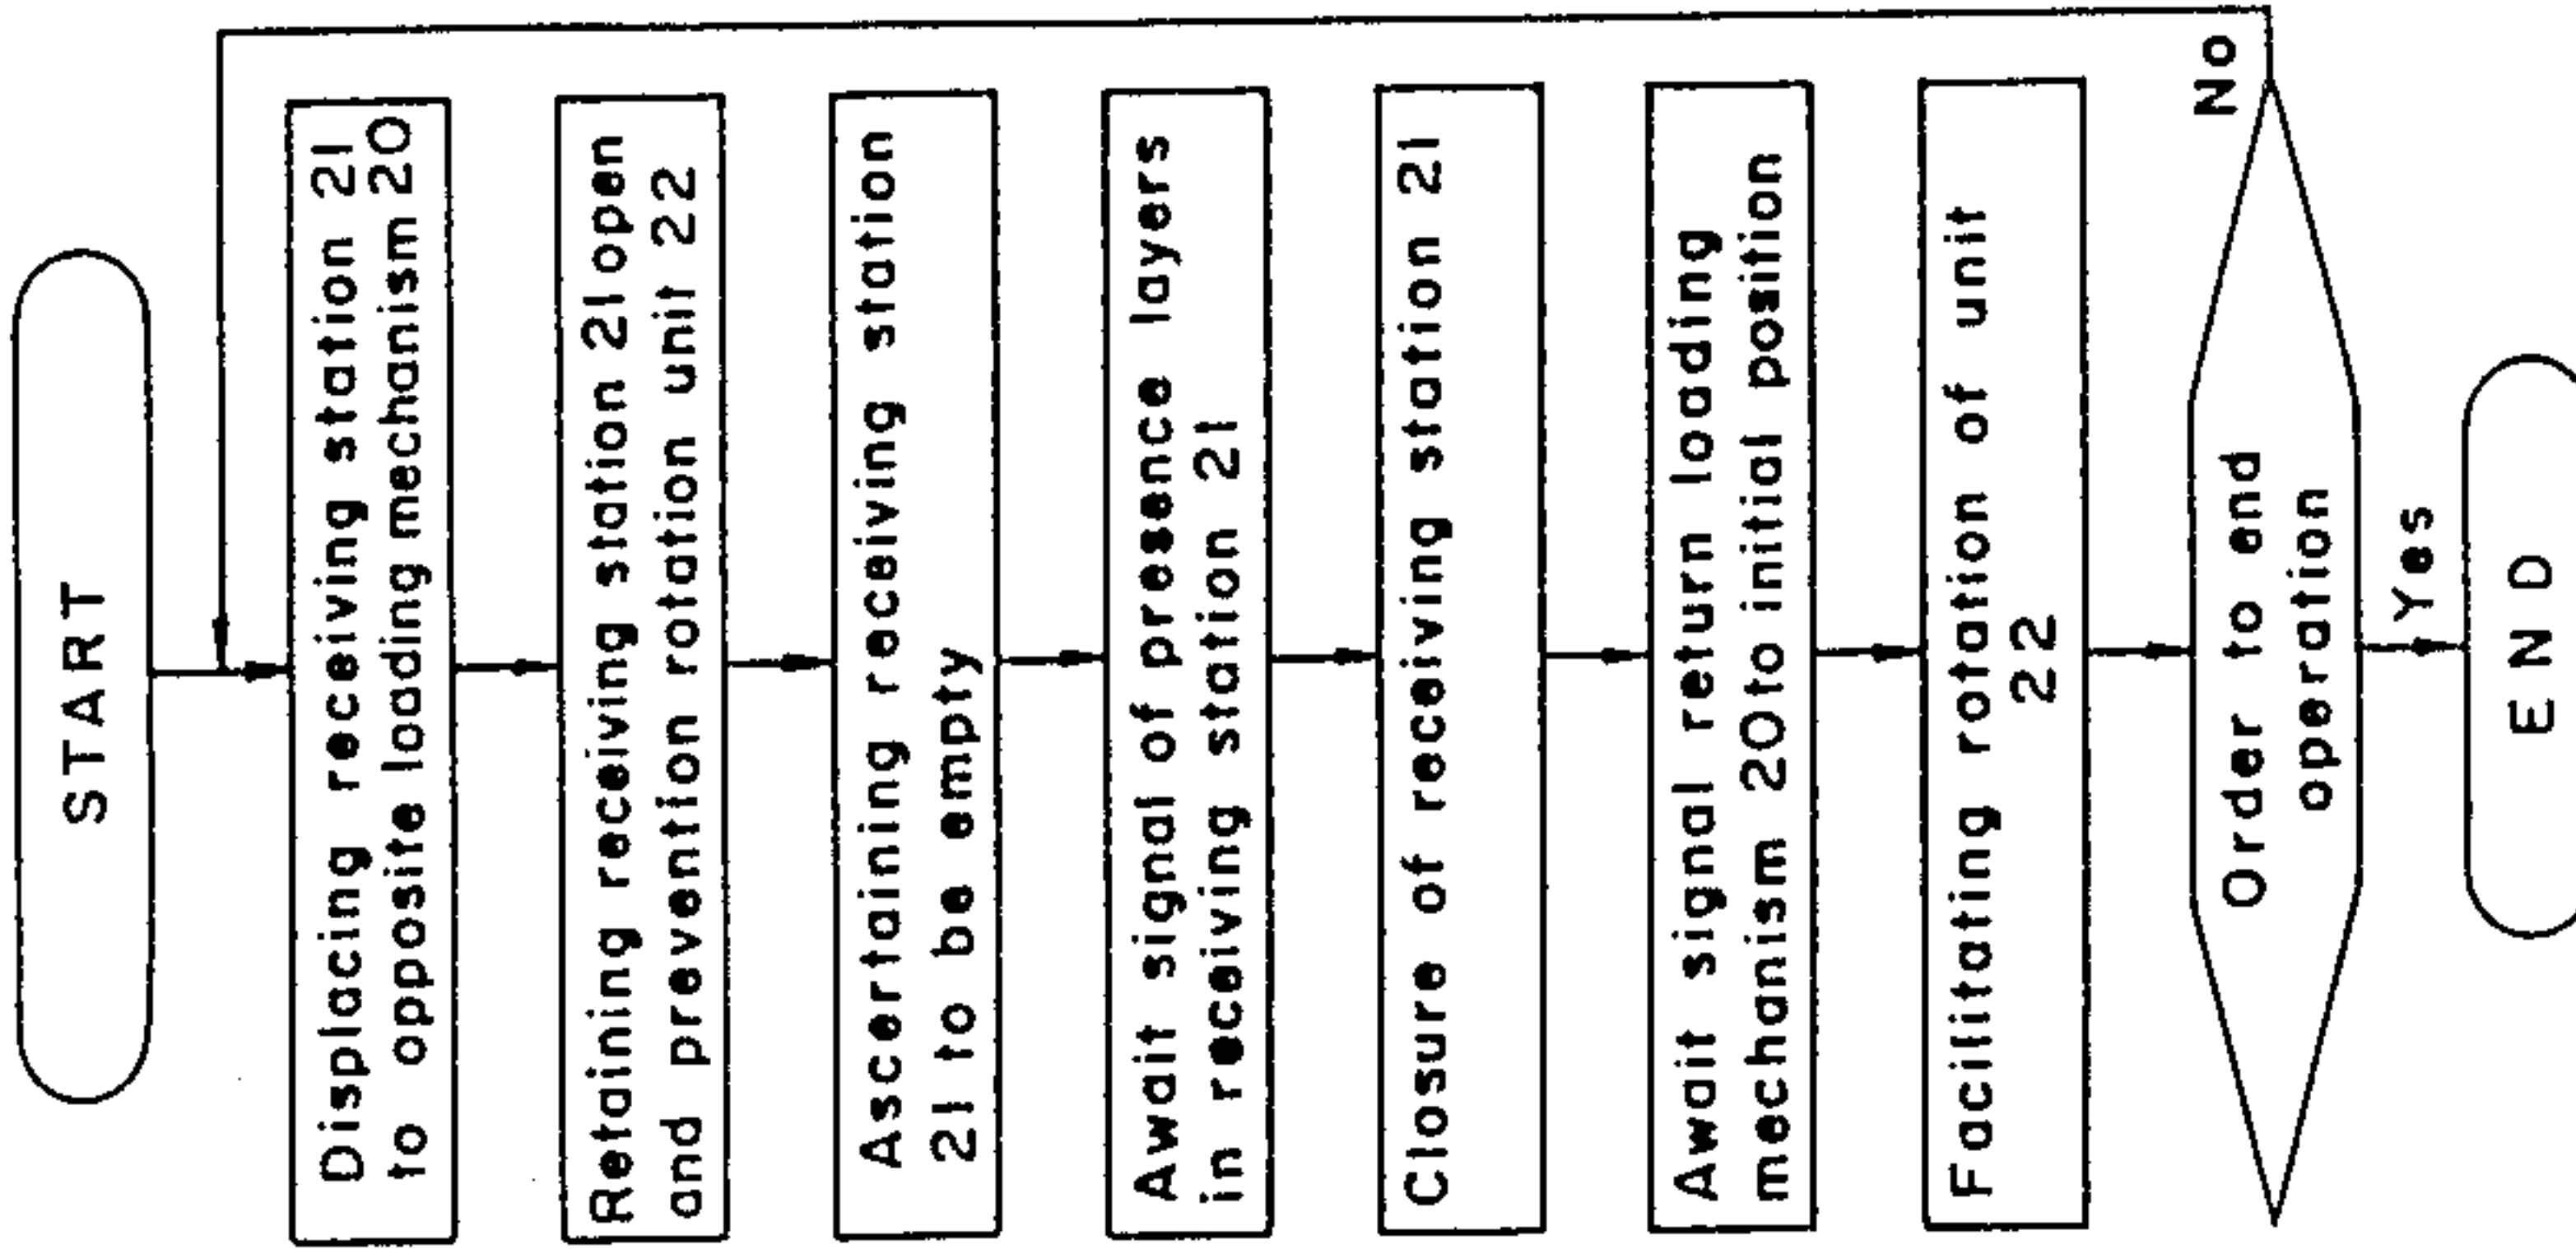 START
Displacing receiving station 21
to opposite loading mechanism 20
Retaining receiving station 21 open
and prevention rotation unit 22
Ascertaining receiving station
21 to be empty
Await signal of presence layers
in receiving station 21
Closure of receiving station 21
Await signal return loading
mechanism 20 to initial position
Facilitating rotation of unit
22
Order to end
operation
No
Yes
END